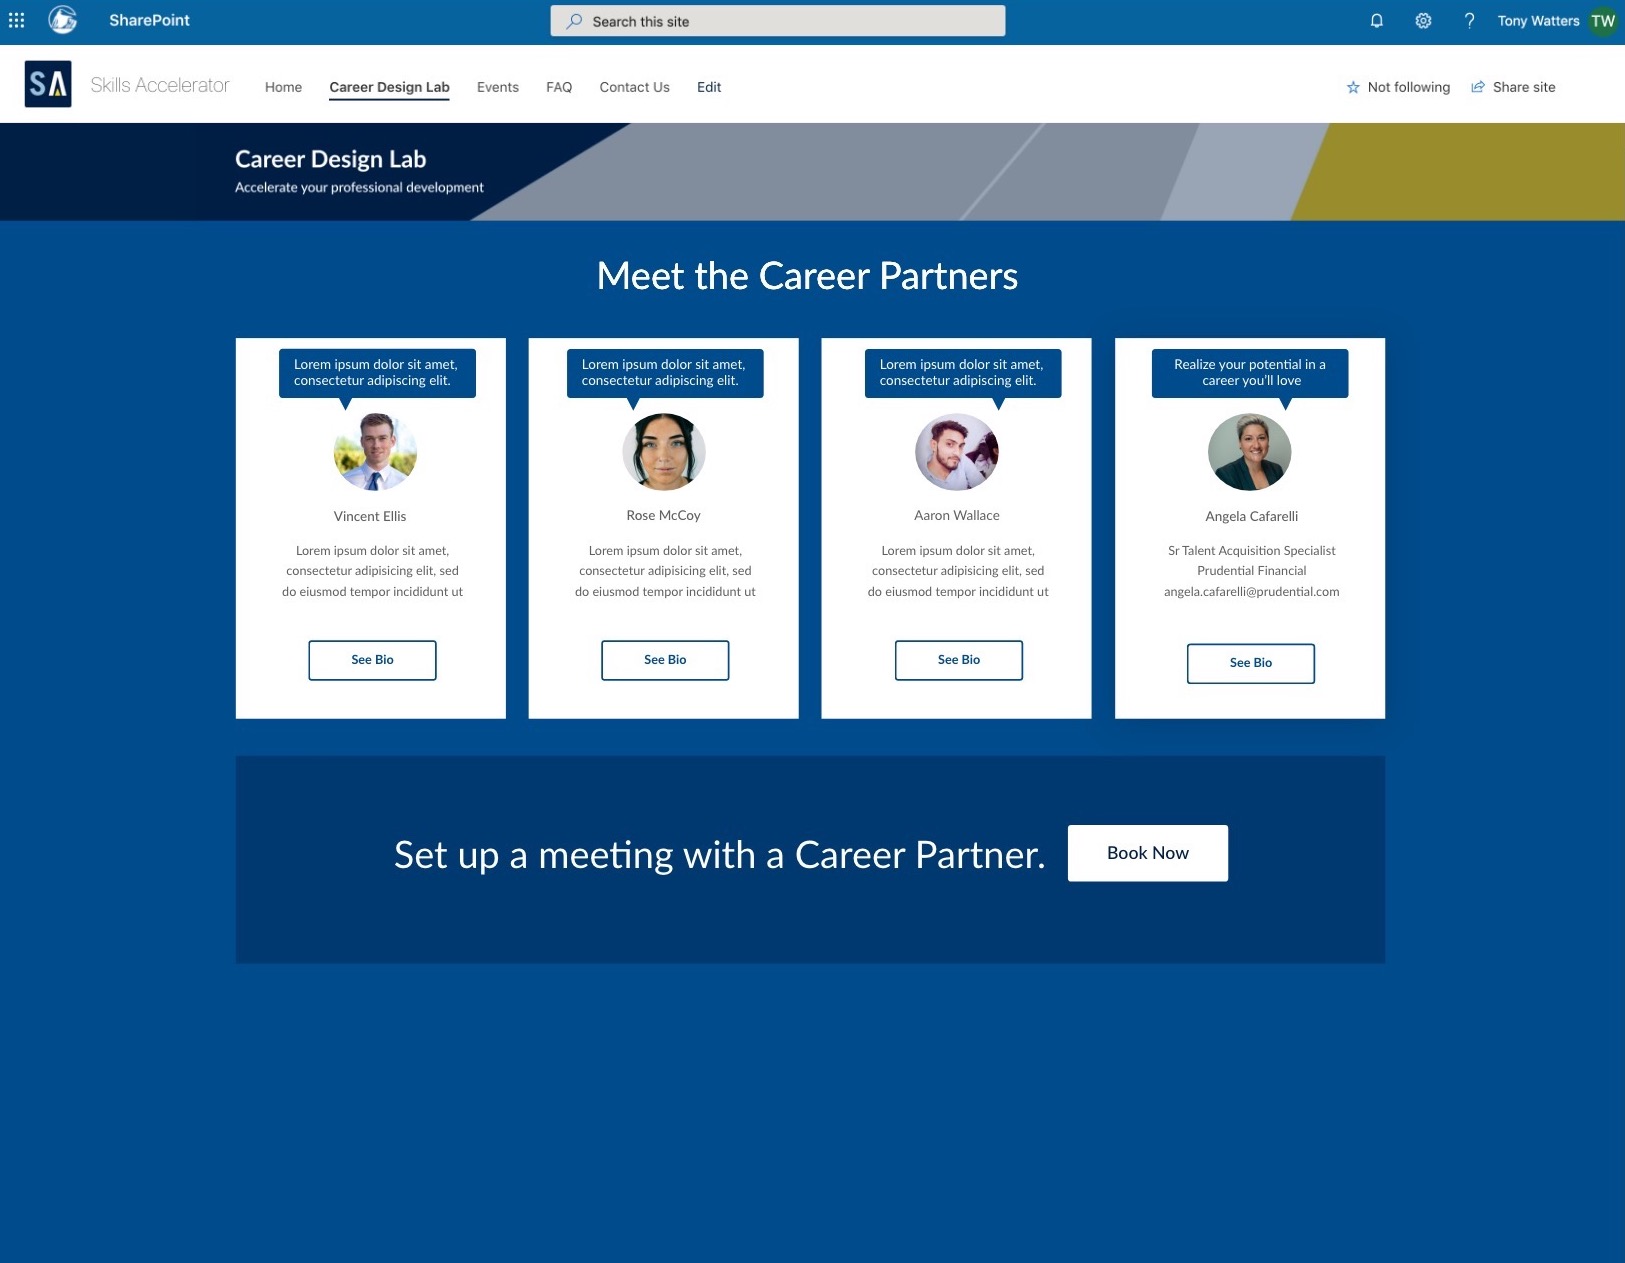 SharePoint
Search this site
?
Tony Watters
TW
SA
Skills Accelerator
Home
Career Design Lab
Events
FAQ
Contact Us
Edit
Not following
Share site
Career Design Lab
Accelerate your professional development
Meet the Career Partners
Lorem ipsum dolor sit amet,
consectetur adipiscing elit.
Vincent Ellis
Lorem ipsum dolor sit amet,
consectetur adipisicing elit, sed
do eiusmod tempor incididunt ut
See Bio
Lorem ipsum dolor sit amet,
consectetur adipiscing elit.
Rose McCoy
Lorem ipsum dolor sit amet,
consectetur adipisicing elit, sed
do eiusmod tempor incididunt ut
See Bio
Lorem ipsum dolor sit amet,
consectetur adipiscing elit.
Aaron Wallace
Lorem ipsum dolor sit amet,
consectetur adipisicing elit, sed
do eiusmod tempor incididunt ut
See Bio
Realize your potential in a
career you'll love
Angela Cafarelli
Sr Talent Acquisition Specialist
Prudential Financial
angela.cafarelli@prudential.com
See Bio
Set up a meeting with a Career Partner.
Book Now